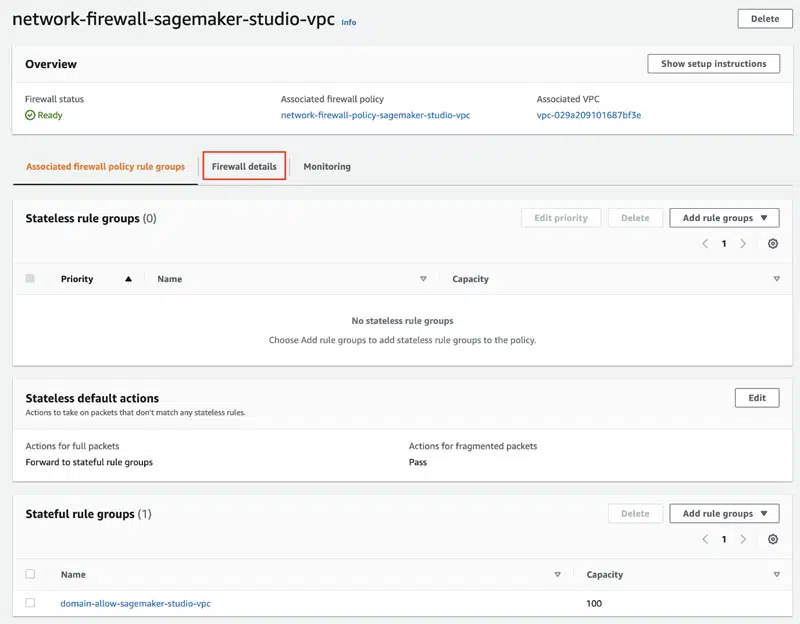 network-firewall-sagemaker-studio-vpc Info
Delete
Overview
Show setup instructions
Firewall status
Associated firewall policy
Associated VPC
Ready
network-firewall-policy-sagemaker-studio-vpc
vpc-029a209101687bf3e
Associated firewall policy rule groups
Firewall details
Monitoring
Stateless rule groups (0)
Edit priority
Delete
Add rule groups
1
Priority
Name
Capacity
No stateless rule groups
Choose Add rule groups to add stateless rule groups to the policy.
Stateless default actions
Edit
Actions to take on packets that don't match any stateless rules.
Actions for full packets
Actions for fragmented packets
Forward to stateful rule groups
Pass
Stateful rule groups (1)
Delete
Add rule groups
1
Name
Capacity
domain-allow-sagemaker-studio-vpc
100